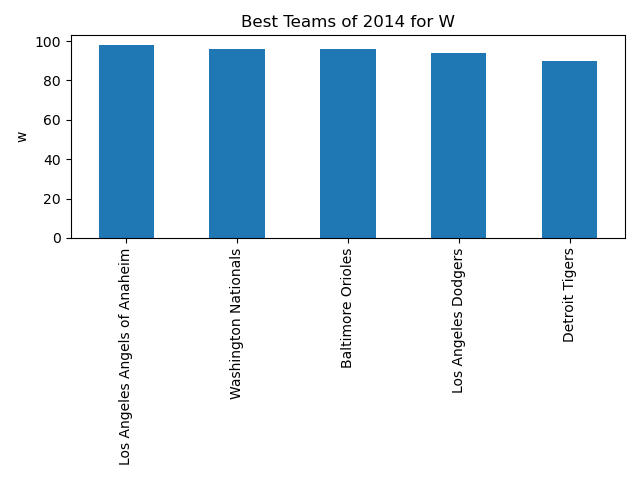 Best Teams of 2014 for W
100
80
60
40
20
0
w
Los Angeles Angels of Anaheim
Washington Nationals
Baltimore Orioles
Los Angeles Dodgers
Detroit Tigers